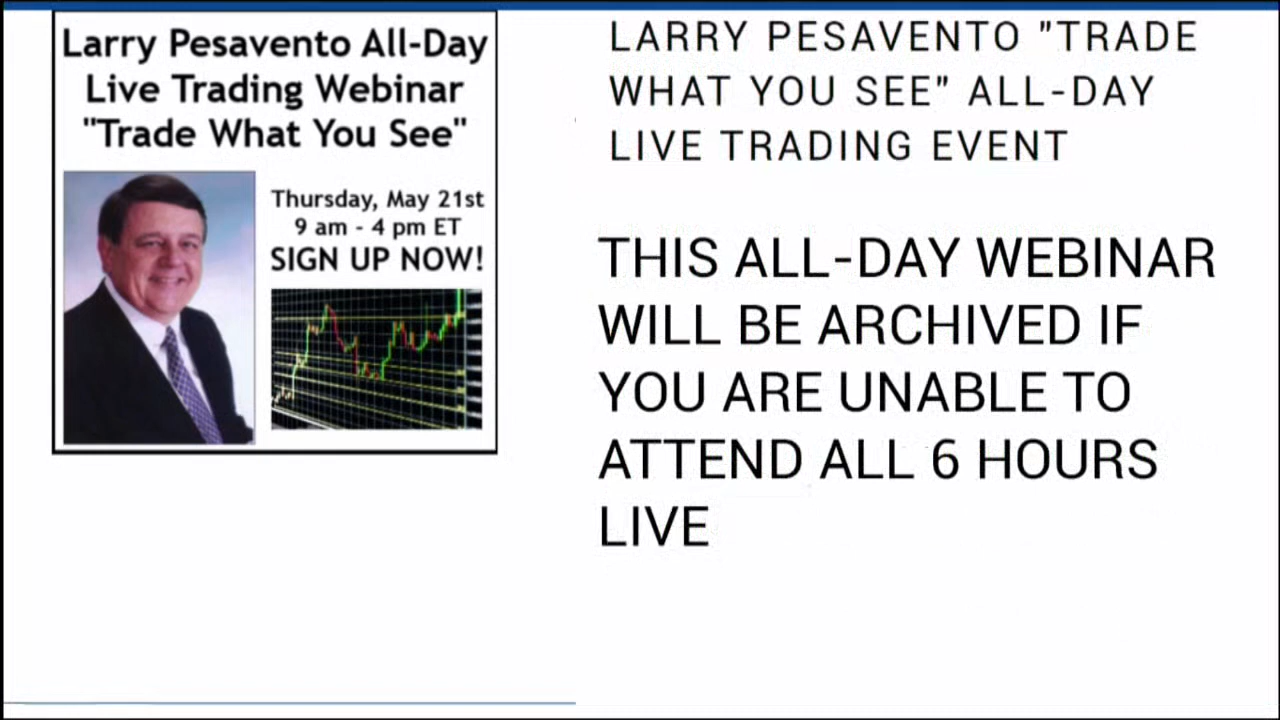 Larry Pesavento All-Day
Live Trading Webinar
"Trade What You See"
Thursday, May 21st
9 am - 4 pm ET
SIGN UP NOW!
LARRY PESAVENTO "TRADE
WHAT YOU SEE" ALL-DAY
LIVE TRADING EVENT
THIS ALL-DAY WEBINAR
WILL BE ARCHIVED IF
YOU ARE UNABLE TO
ATTEND ALL 6 HOURS
LIVE